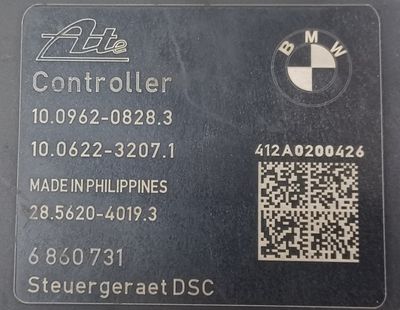 Ate
BMW
Controller
10.0962-0828.3
10.0622-3207.1
412A0200426
MADE IN PHILIPPINES
28.5620-4019.3
6 860 731
Steuergeraet DSC